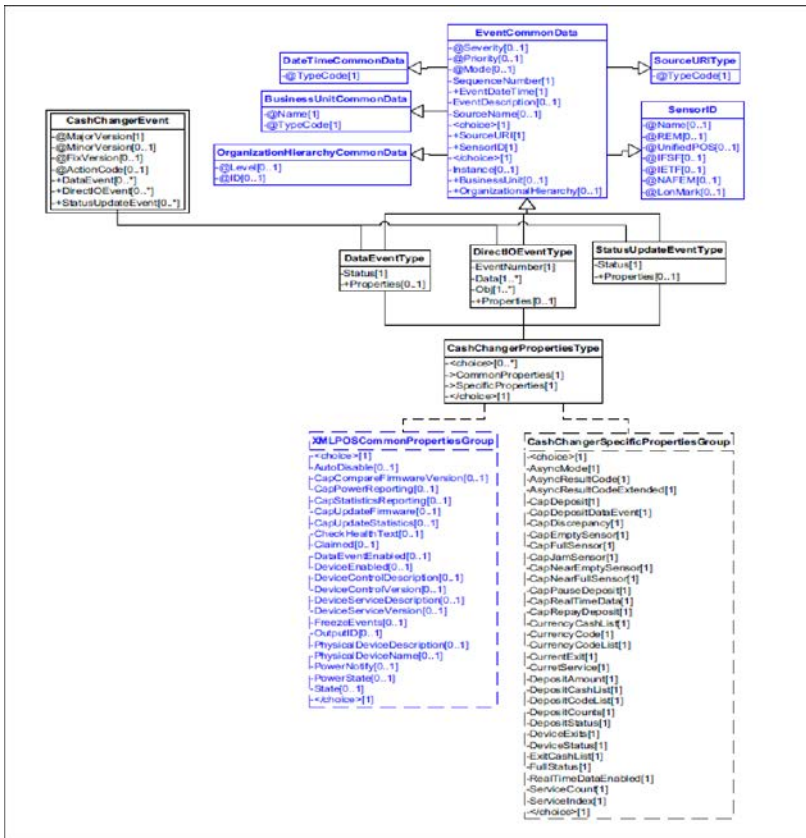 EventCommonData
@Severity[0..1]
@Priority[0..1]
@Mode[0..1]
SequenceNumber[1]
+EventDateTime[1]
EventDescription[0..1]
SourceName[0..1]
<choice>[1]
+SourceURI[1]
+SensorID[1]
</choice>[1]
Instance[0..1]
+BusinessUnit[0..1]
+OrganizationalHierarchy[0..1]
DateTimeCommonData
-@TypeCode[1]
BusinessUnitCommonData
-@Name[1]
-@TypeCode[1]
OrganizationHierarchyCommonData
-@Level[0..1]
-@ID[0..1]
SourceURIType
-@TypeCode[1]
SensorID
-@Name[1]
-@REM[1]
-@UnifiedPOS[1]
-@IFSF[1]
-@IETF[1]
-@NAFEM[1]
-@LonMark[1]
CashChangerEvent
-@MajorVersion[1]
-@MinorVersion[0..1]
-@FixVersion[0..1]
-@ActionCode[0..1]
-+DataEvent[0..*]
-+DirectIOEvent[0..*]
-+StatusUpdateEvent[0..*]
DataEventType
-Status[1]
-+Properties[0..1]
DirectIOEventType
-EventNumber[1]
-Data[1..*]
-Obj[1..*]
-+Properties[0..1]
StatusUpdateEventType
-Status[1]
-+Properties[0..1]
CashChangerPropertiesType
-<choice>[0..*]
->CommonProperties[1]
->SpecificProperties[1]
-</choice>[1]
XMLPOSCommonPropertiesGroup
-<choice>[1]
-AutoDisable[0..1]
-CapCompareFirmwareVersion[0..1]
-CapPowerReporting[0..1]
-CapStatisticsReporting[0..1]
-CapUpdateFirmware[0..1]
-CapUpdateStatistics[0..1]
-CheckHealthText[0..1]
-Claimed[0..1]
-DataEventEnabled[0..1]
-DeviceEnabled[0..1]
-DeviceControlDescription[0..1]
-DeviceControlVersion[0..1]
-DeviceServiceDescription[0..1]
-DeviceServiceVersion[0..1]
-FreezeEvents[0..1]
-OutputID[0..1]
-PhysicalDeviceDescription[0..1]
-PhysicalDeviceName[0..1]
-PowerNotify[0..1]
-PowerState[0..1]
-State[0..1]
-</choice>[1]
CashChangerSpecificPropertiesGroup
-<choice>[1]
-AsyncMode[1]
-AsyncResultCode[1]
-AsyncResultCodeExtended[1]
-CapDeposit[1]
-CapDepositDataEvent[1]
-CapDiscrepancy[1]
-CapEmptySensor[1]
-CapFullSensor[1]
-CapJamSensor[1]
-CapNearEmptySensor[1]
-CapNearFullSensor[1]
-CapPauseDeposit[1]
-CapRealTimeData[1]
-CapRepayDeposit[1]
-CurrencyCashList[1]
-CurrencyCode[1]
-CurrencyCodeList[1]
-CurrentExit[1]
-CurretService[1]
-DepositAmount[1]
-DepositCashList[1]
-DepositCodeList[1]
-DepositCounts[1]
-DepositStatus[1]
-DeviceExits[1]
-DeviceStatus[1]
-ExitCashList[1]
-FullStatus[1]
-RealTimeDataEnabled[1]
-ServiceCount[1]
-ServiceIndex[1]
-</choice>[1]